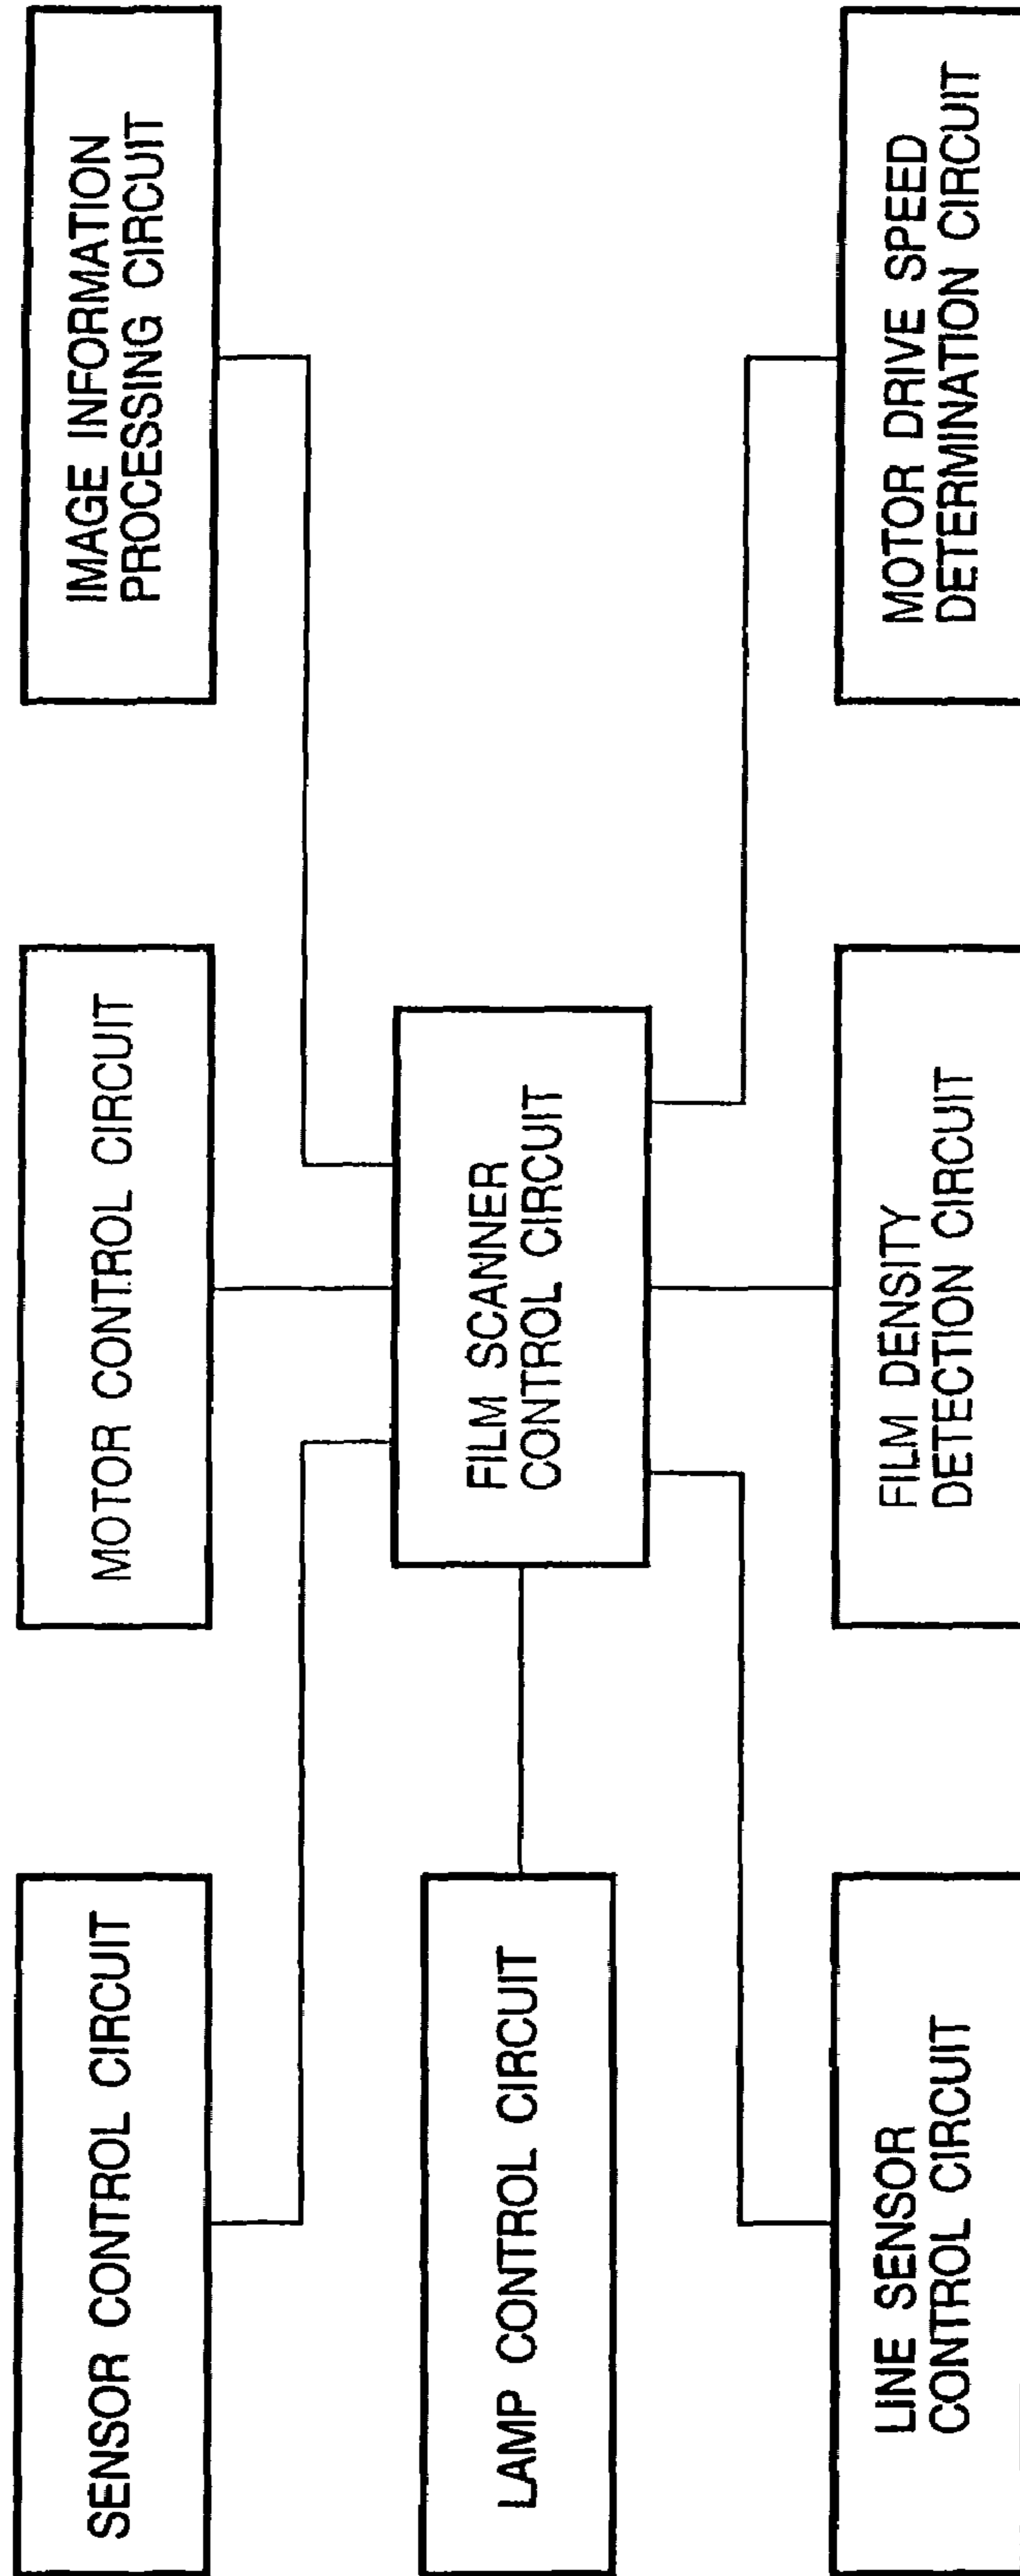 SENSOR CONTROL CIRCUIT
MOTOR CONTROL CIRCUIT
IMAGE INFORMATION
PROCESSING CIRCUIT
LAMP CONTROL CIRCUIT
FILM SCANNER
CONTROL CIRCUIT
LINE SENSOR
CONTROL CIRCUIT
FILM DENSITY
DETECTION CIRCUIT
MOTOR DRIVE SPEED
DETERMINATION CIRCUIT